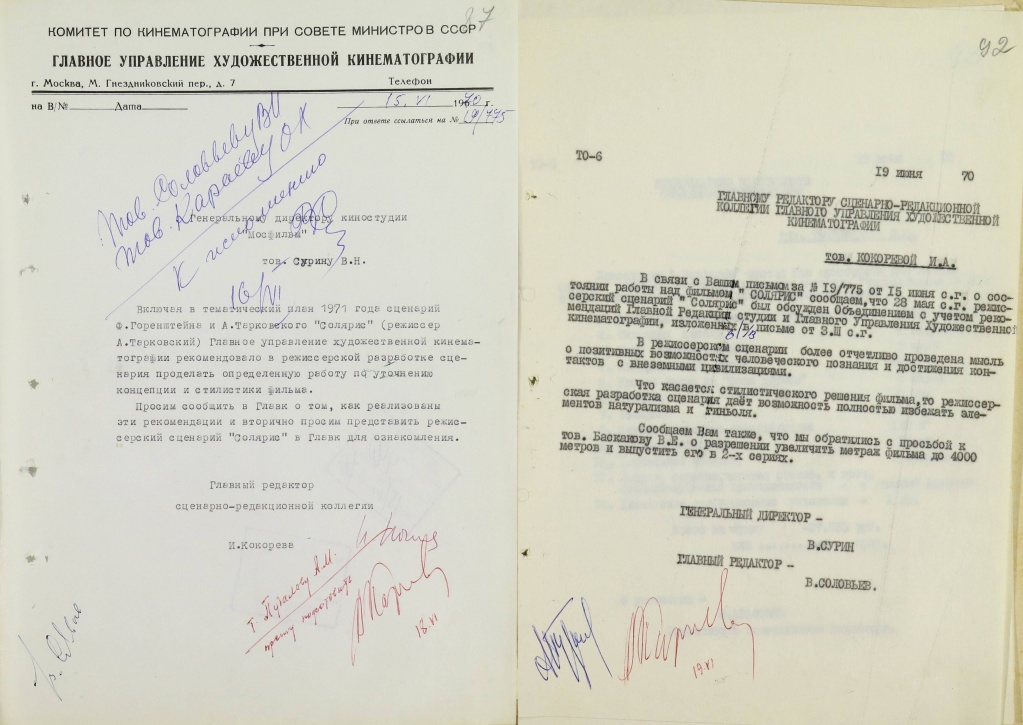 87
КОМИТЕТ ПО КИНЕМАТОГРАФИИ ПРИ СОВЕТЕ МИНИСТРОВ СССР
ГЛАВНОЕ УПРАВЛЕНИЕ ХУДОЖЕСТВЕННОЙ КИНЕМАТОГРАФИИ
г. Москва, М. Гнездниковский пер., д. 7 Телефон
на В/№ Дата 15.VI 1970 г.
При ответе ссылаться на № 19/775
Тов. Соловьеву В.И.
тов. Караеву О.К.
К исполнению
16/VI
Генеральному директору киностудии
"Мосфильм"
тов. Сурину В.Н.
Включая в тематический план 1971 года сценарий
Ф.Горенштейна и А.Тарковского "Солярис" (режиссер
А.Тарковский) Главное управление художественной кинема-
тографии рекомендовало в режиссерской разработке сце-
нария проделать определенную работу по уточнению
концепции и стилистики фильма.
Просим сообщить в Главк о том, как реализованы
эти рекомендации и вторично просим представить режис-
серский сценарий "Солярис" в Главк для ознакомления.
Главный редактор
сценарно-редакционной коллегии
И.Кокорева
прошу подготовить
18.VI
92
ТО-6
19 июня 70
ГЛАВНОМУ РЕДАКТОРУ СЦЕНАРНО-РЕДАКЦИОННОЙ
КОЛЛЕГИИ ГЛАВНОГО УПРАВЛЕНИЯ ХУДОЖЕСТВЕННОЙ
КИНЕМАТОГРАФИИ
тов. КОКОРЕВОЙ И.А.
В связи с Вашим письмом за № 19/775 от 15 июня с.г. о сос-
тоянии работы над фильмом " СОЛЯРИС" сообщаем, что 28 мая с.г. режис-
серский сценарий "Солярис" был обсужден Объединением с учетом реко-
мендаций Главной Редакции студии и Главного Управления Художественной
кинематографии, изложенных в письме от 3.Ш с.г.
В режиссерском сценарии более отчетливо проведена мысль
о позитивных возможностях человеческого познания и достижения кон-
тактов с внеземными цивилизациями.
Что касается стилистического решения фильма,то режиссер-
ская разработка сценария даёт возможность полностью избежать эле-
ментов натурализма и гиньоля.
Сообщаем Вам также, что мы обратились с просьбой к
тов. Баскакову В.Е. о разрешении увеличить метраж фильма до 4000
метров и выпустить его в 2-х сериях.
ГЕНЕРАЛЬНЫЙ ДИРЕКТОР -
В.СУРИН
ГЛАВНЫЙ РЕДАКТОР -
В.СОЛОВЬЕВ.
19.VI